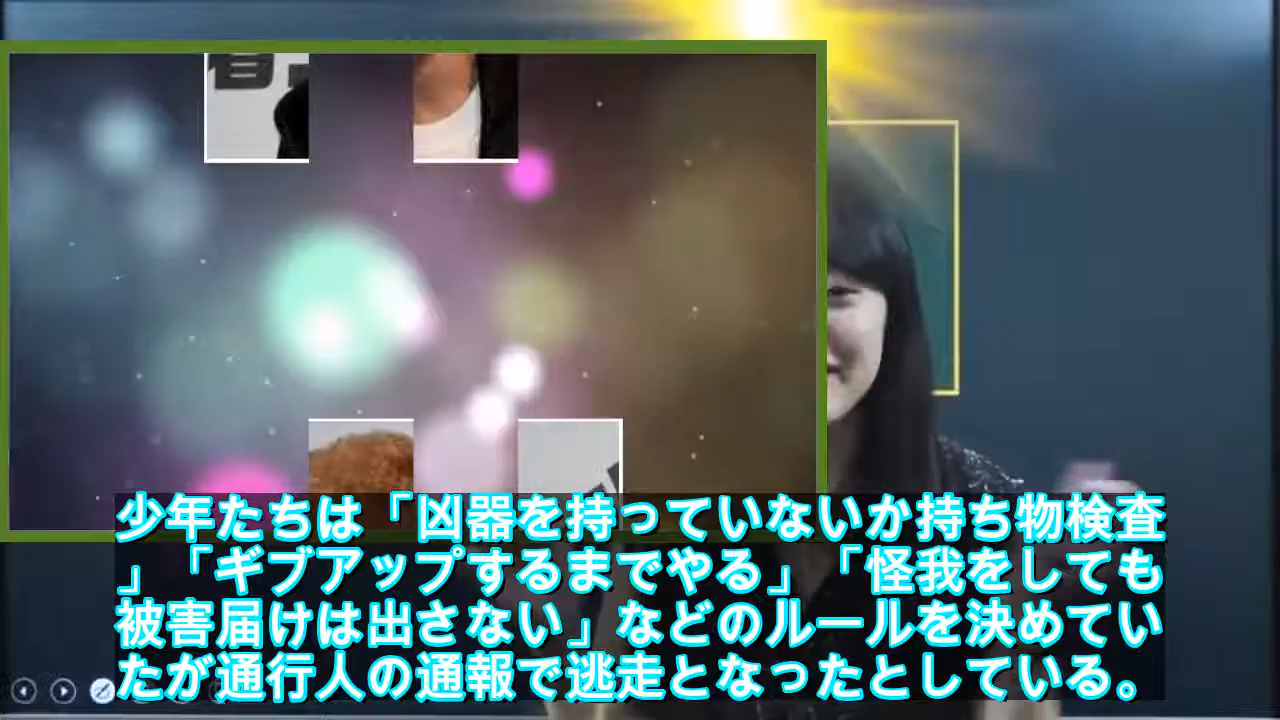 少年たちは「凶器を持っていないか持ち物検査
」「ギブアップするまでやる」「怪我をしても
被害届けは出さない」などのルールを決めてい
たが通行人の通報で逃走となったとしている。